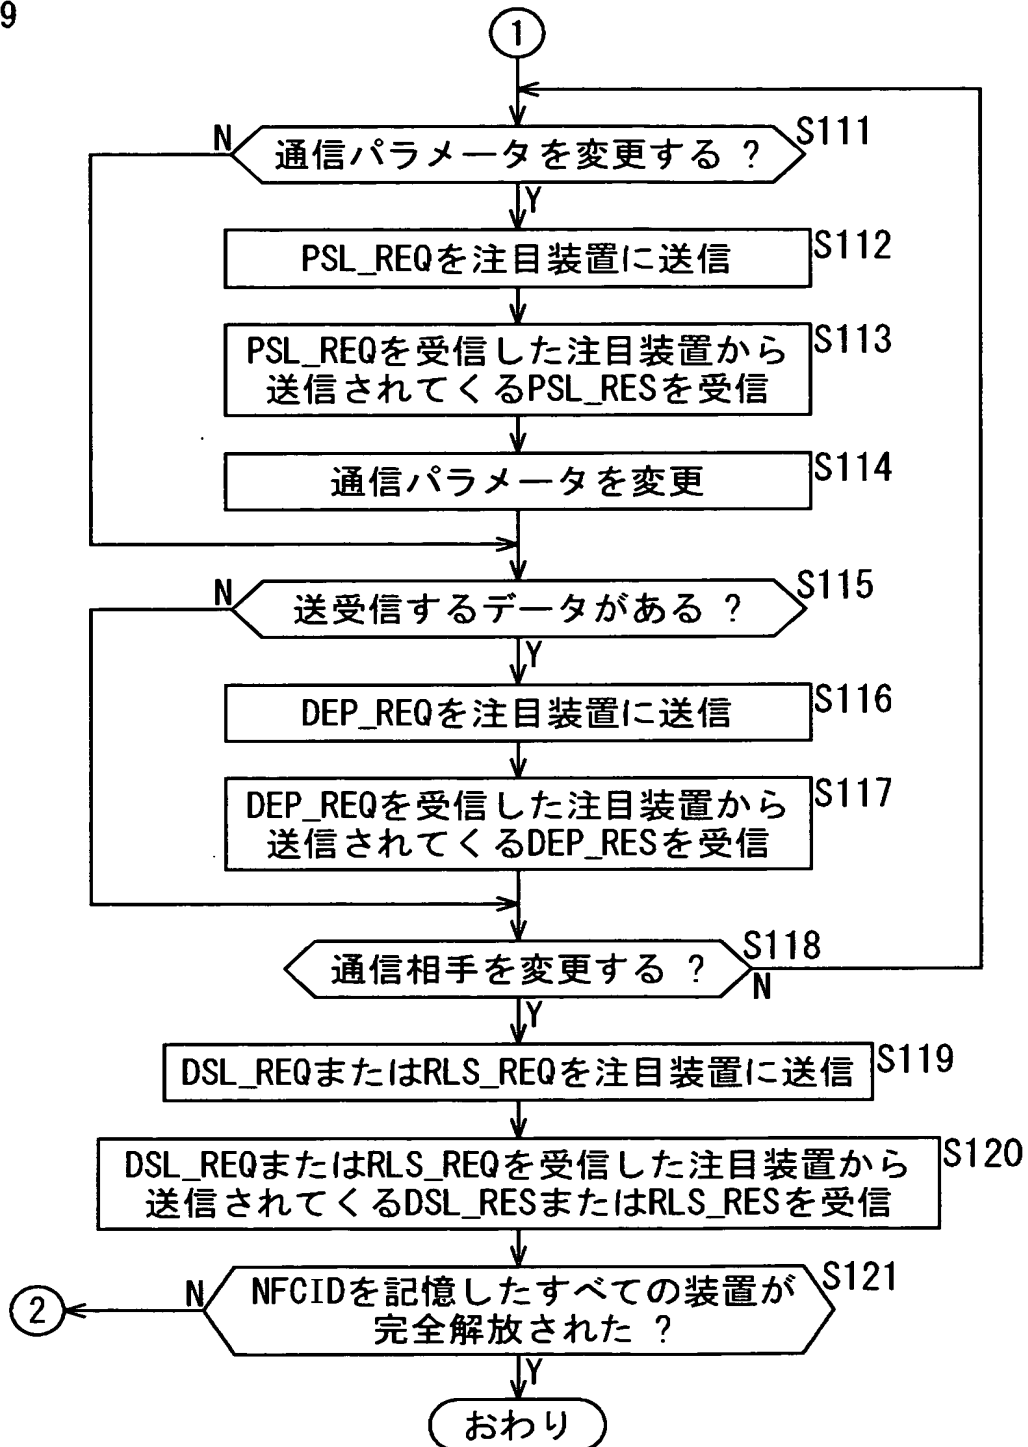 9
1
N
通信パラメータを変更する ?
S111
Y
PSL_REQを注目装置に送信
S112
PSL_REQを受信した注目装置から
送信されてくるPSL_RESを受信
S113
通信パラメータを変更
S114
N
送受信するデータがある ?
S115
Y
DEP_REQを注目装置に送信
S116
DEP_REQを受信した注目装置から
送信されてくるDEP_RESを受信
S117
通信相手を変更する ?
S118
N
Y
DSL_REQまたはRLS_REQを注目装置に送信
S119
DSL_REQまたはRLS_REQを受信した注目装置から
送信されてくるDSL_RESまたはRLS_RESを受信
S120
2
N
NFCIDを記憶したすべての装置が
完全解放された ?
S121
Y
おわり